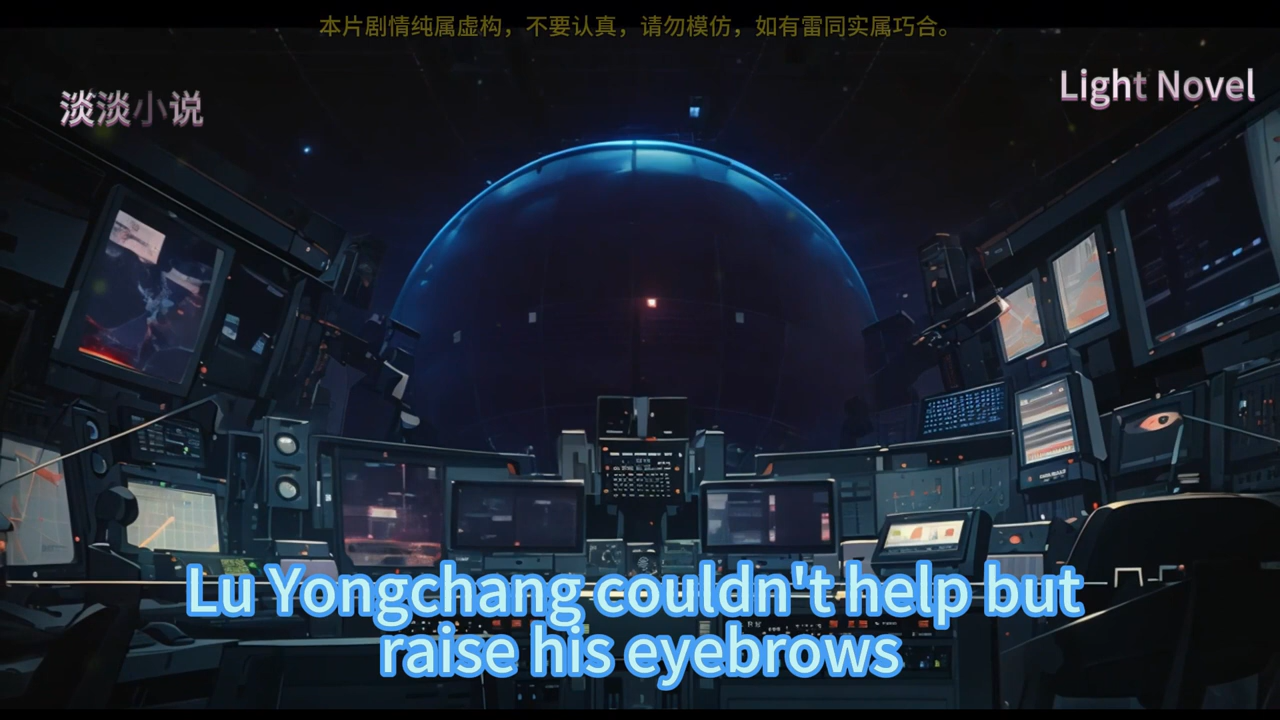 本片剧情纯属虚构，不要认真，请勿模仿，如有雷同实属巧合。
淡淡小说
Light Novel
Lu Yongchang couldn't help but
raise his eyebrows